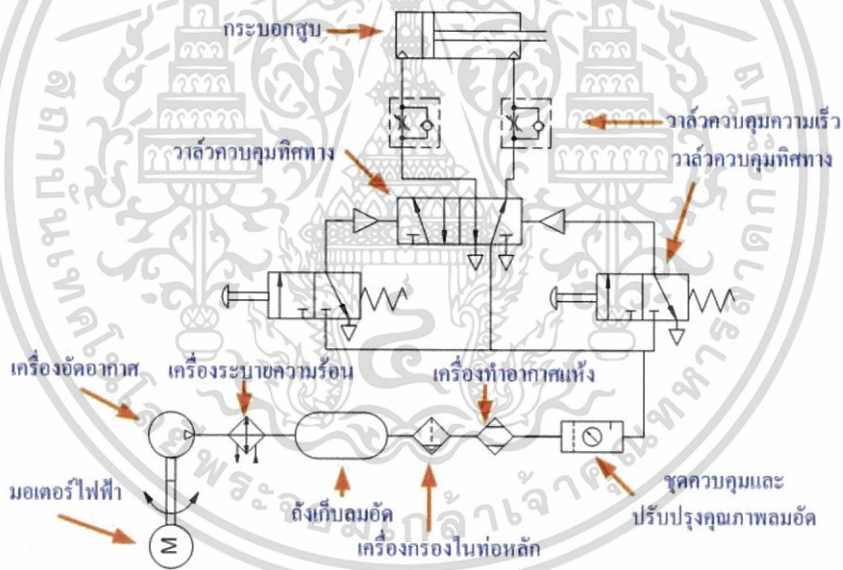 กระบอกสูบ
วาล์วควบคุมความเร็ว
วาล์วควบคุมทิศทาง
วาล์วควบคุมทิศทาง
เครื่องอัดอากาศ
เครื่องระบายความร้อน
เครื่องทำอากาศแห้ง
มอเตอร์ไฟฟ้า
M
ถังเก็บลมอัด
เครื่องกรองในท่อหลัก
ชุดควบคุมและ
ปรับปรุงคุณภาพลมอัด